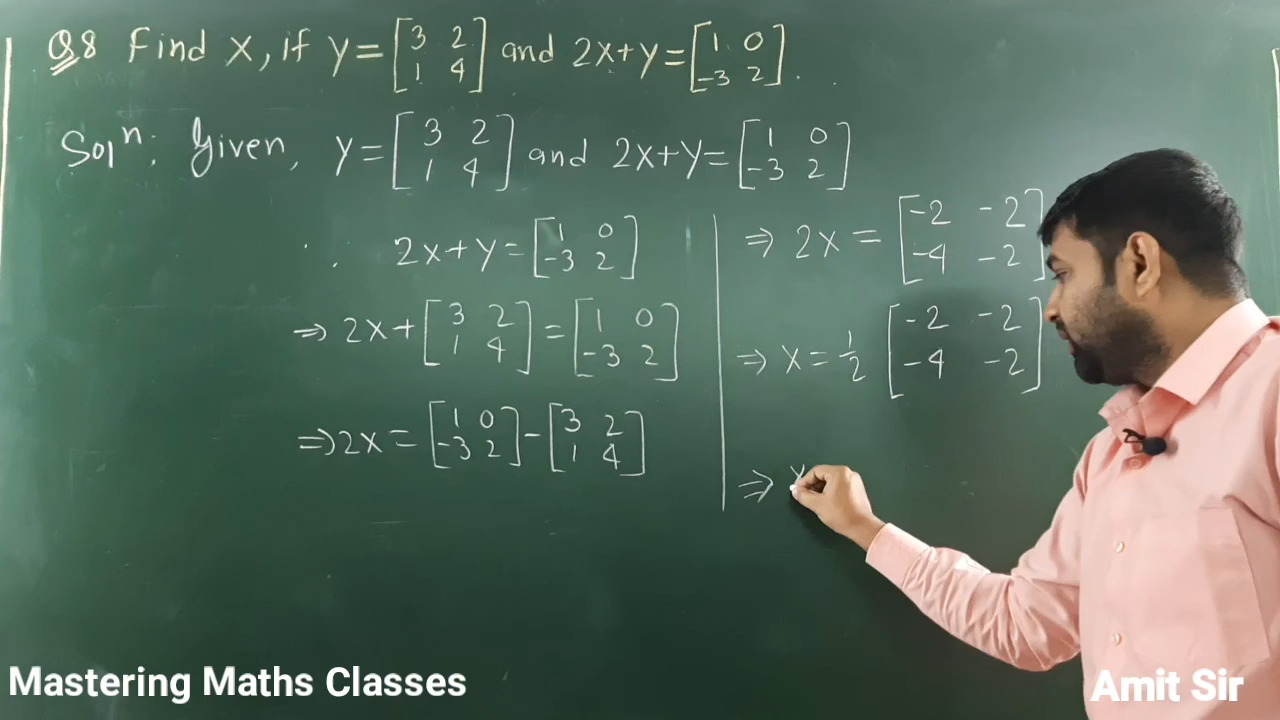 Q8 Find X, if Y = [3 2; 1 4] and 2X+Y = [1 0; -3 2].
Solⁿ: Given, Y = [3 2; 1 4] and 2X+Y = [1 0; -3 2]
∴ 2X+Y = [1 0; -3 2]
⇒ 2X + [3 2; 1 4] = [1 0; -3 2]
⇒ 2X = [1 0; -3 2] - [3 2; 1 4]
⇒ 2X = [-2 -2; -4 -2]
⇒ X = 1/2 [-2 -2; -4 -2]
⇒ X
Mastering Maths Classes
Amit Sir